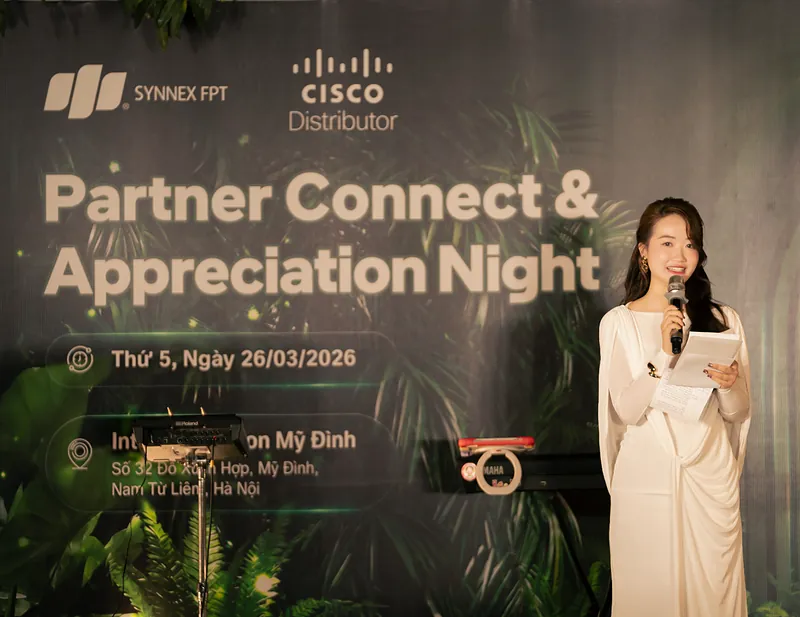 SYNNEX FPT
CISCO
Distributor
Partner Connect &
Appreciation Night
Thứ 5, Ngày 26/03/2026
Mỹ Đình
Số 32 Đỗ Hợp, Mỹ Đình,
Nam Từ Liêm, Hà Nội
Roland